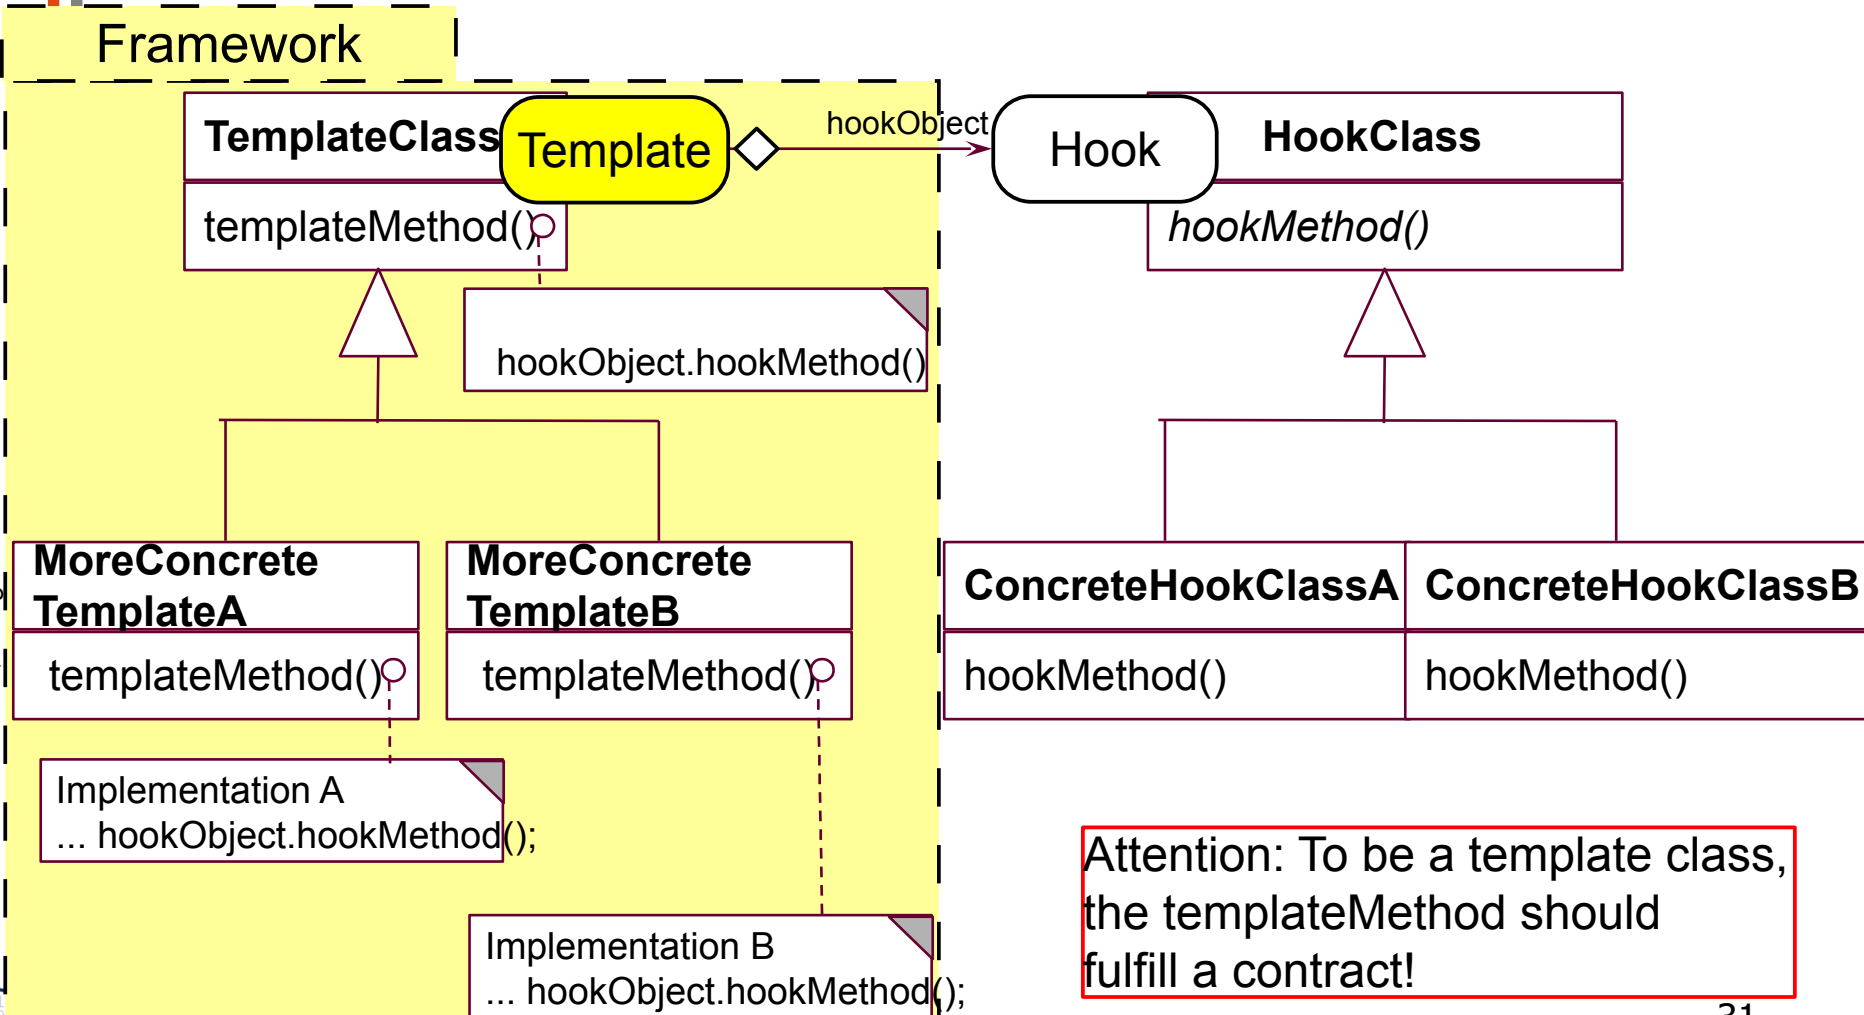 Framework
TemplateClass
Template
hookObject
Hook
HookClass
templateMethod()
hookMethod()
hookObject.hookMethod()
MoreConcrete
TemplateA
MoreConcrete
TemplateB
ConcreteHookClassA
ConcreteHookClassB
templateMethod()
templateMethod()
hookMethod()
hookMethod()
Implementation A
... hookObject.hookMethod();
Implementation B
... hookObject.hookMethod();
Attention: To be a template class,
the templateMethod should
fulfill a contract!